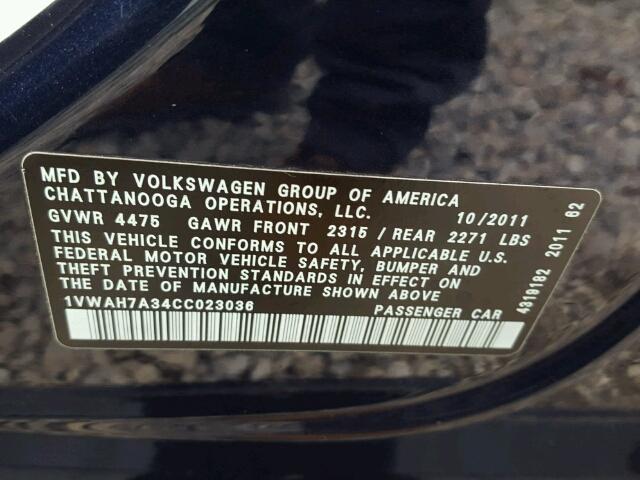 MFD BY VOLKSWAGEN GROUP OF AMERICA
CHATTANOOGA OPERATIONS, LLC. 10/2011
GVWR 4475 GAWR FRONT 2315 / REAR 2271 LBS
THIS VEHICLE CONFORMS TO ALL APPLICABLE U.S.
FEDERAL MOTOR VEHICLE SAFETY, BUMPER AND
THEFT PREVENTION STANDARDS IN EFFECT ON
THE DATE OF MANUFACTURE SHOWN ABOVE.
1VWAH7A34CC023036 PASSENGER CAR
4319182 2011 62